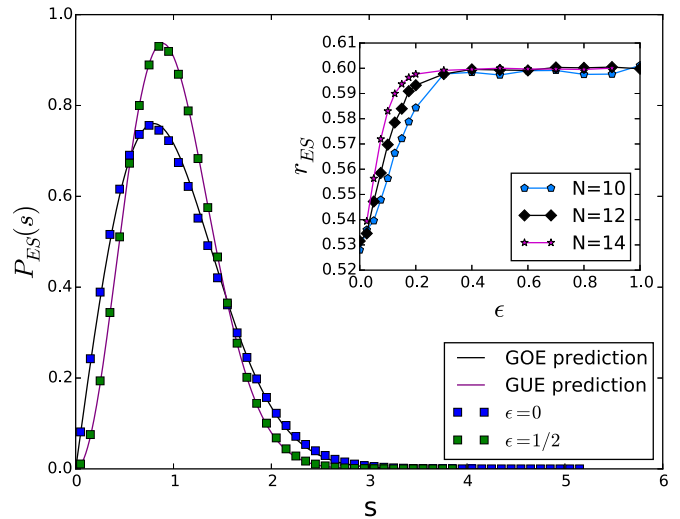 1.0
0.8
0.6
0.4
0.2
0.0
P_ES(s)
0 1 2 3 4 5 6
s
0.61
0.60
0.59
0.58
0.57
0.56
0.55
0.54
0.53
0.52
r_ES
0.0 0.2 0.4 0.6 0.8 1.0
ϵ
N=10
N=12
N=14
GOE prediction
GUE prediction
ϵ=0
ϵ=1/2